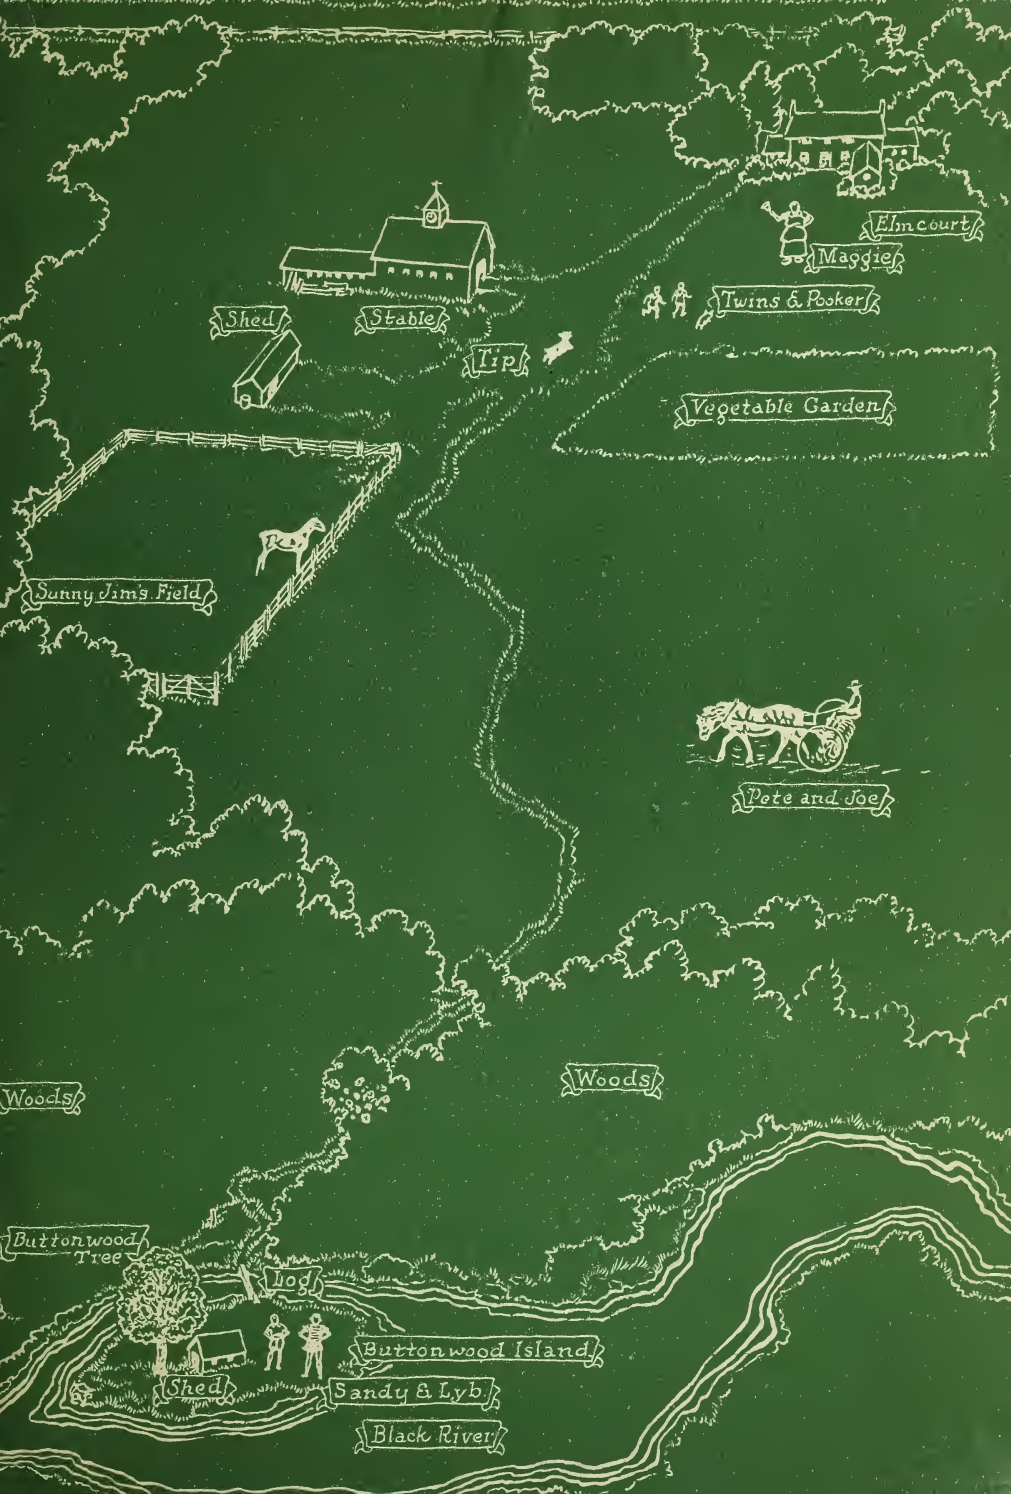 Elmcourt
Maggie
Twins & Pooker
Shed
Stable
Tip
Vegetable Garden
Sunny Jim's Field
Pete and Joe
Woods
Woods
Buttonwood
Tree
Log
Buttonwood Island
Shed
Sandy & Lyb.
Black River